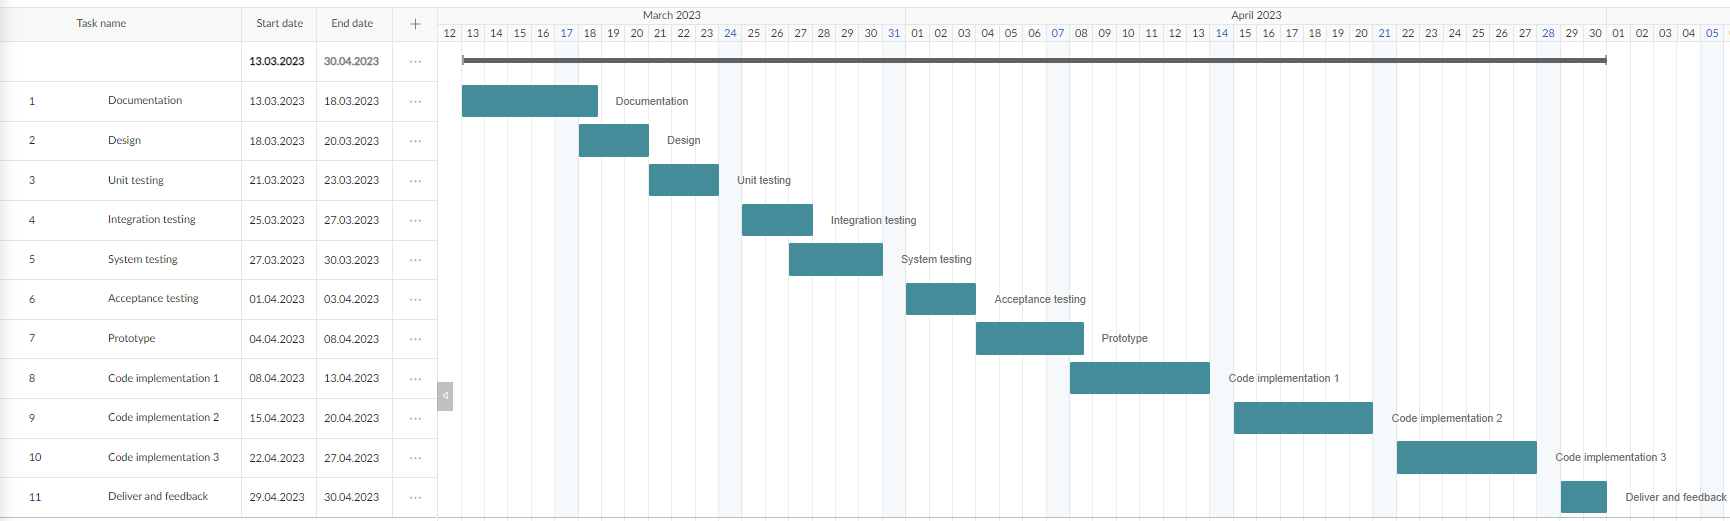 Task name Start date End date + March 2023 April 2023
12 13 14 15 16 17 18 19 20 21 22 23 24 25 26 27 28 29 30 31 01 02 03 04 05 06 07 08 09 10 11 12 13 14 15 16 17 18 19 20 21 22 23 24 25 26 27 28 29 30 01 02 03 04 05
13.03.2023 30.04.2023 ...
1 Documentation 13.03.2023 18.03.2023 ... Documentation
2 Design 18.03.2023 20.03.2023 ... Design
3 Unit testing 21.03.2023 23.03.2023 ... Unit testing
4 Integration testing 25.03.2023 27.03.2023 ... Integration testing
5 System testing 27.03.2023 30.03.2023 ... System testing
6 Acceptance testing 01.04.2023 03.04.2023 ... Acceptance testing
7 Prototype 04.04.2023 08.04.2023 ... Prototype
8 Code implementation 1 08.04.2023 13.04.2023 ... Code implementation 1
9 Code implementation 2 15.04.2023 20.04.2023 ... Code implementation 2
10 Code implementation 3 22.04.2023 27.04.2023 ... Code implementation 3
11 Deliver and feedback 29.04.2023 30.04.2023 ... Deliver and feedback